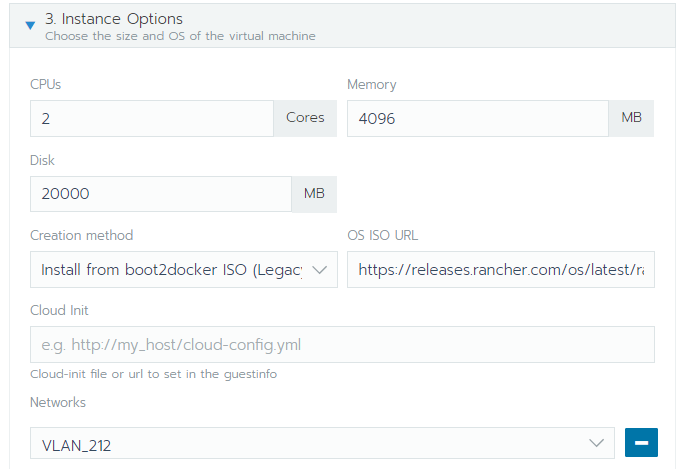 3. Instance Options
Choose the size and OS of the virtual machine
CPUs Memory
2 Cores 4096 MB
Disk
20000 MB
Creation method OS ISO URL
Install from boot2docker ISO (Legacy https://releases.rancher.com/os/latest/ra
Cloud Init
e.g. http://my_host/cloud-config.yml
Cloud-init file or url to set in the guestinfo
Networks
VLAN_212